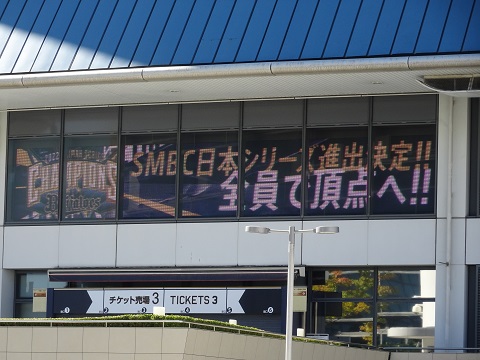 CHAMPIONS
Buffaloes
SMBC日本シリーズ進出決定!!
全員で頂点へ!!
チケット売場 3 TICKETS 3